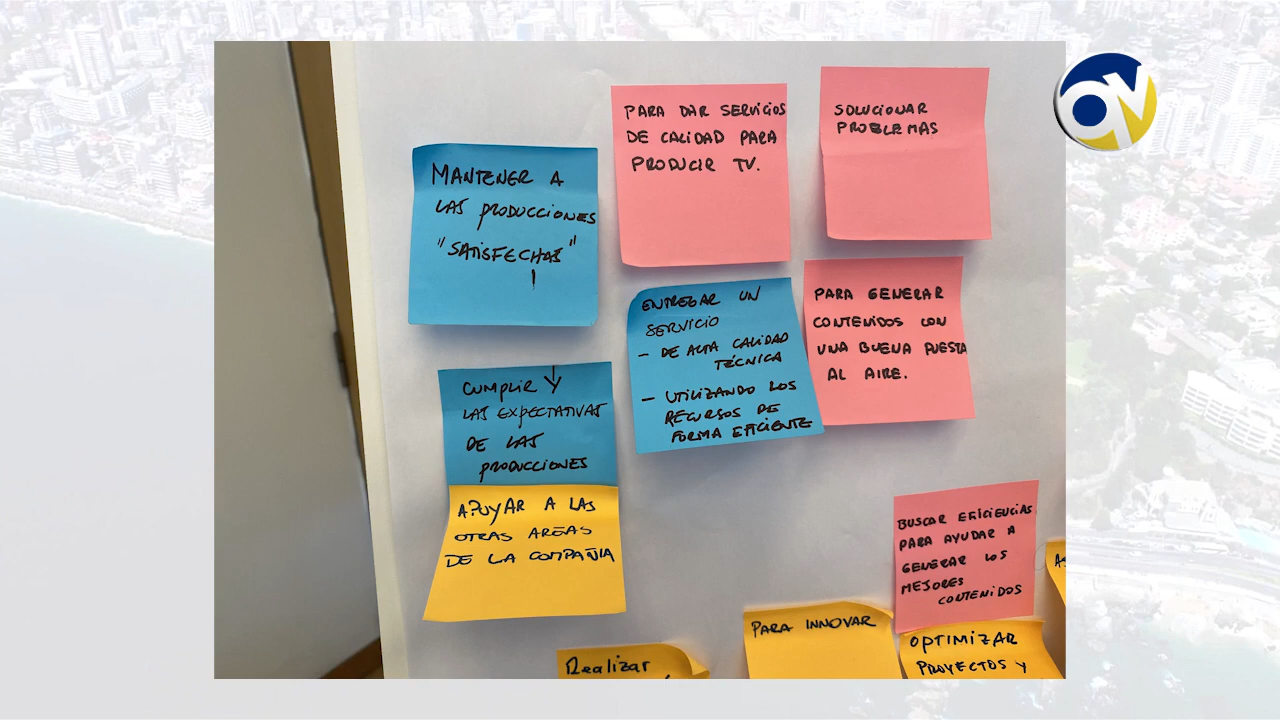 MANTENER A
LAS PRODUCCIONES
"SATISFECHAS"
PARA DAR SERVICIOS
DE CALIDAD PARA
PRODUCIR TV.
SOLUCIONAR
PROBLEMAS
CUMPLIR
LAS EXPECTATIVAS
DE LAS
PRODUCCIONES
ENTREGAR UN
SERVICIO
- DE ALTA CALIDAD
TÉCNICA
- UTILIZANDO LOS
RECURSOS DE
FORMA EFICIENTE
PARA GENERAR
CONTENIDOS CON
UNA BUENA PUESTA
AL AIRE.
APOYAR A LAS
OTRAS AREAS
DE LA COMPAÑIA
BUSCAR EFICIENCIAS
PARA AYUDAR A
GENERAR LOS
MEJORES
CONTENIDOS
Realizar
PARA INNOVAR
OPTIMIZAR
PROYECTOS Y
OV